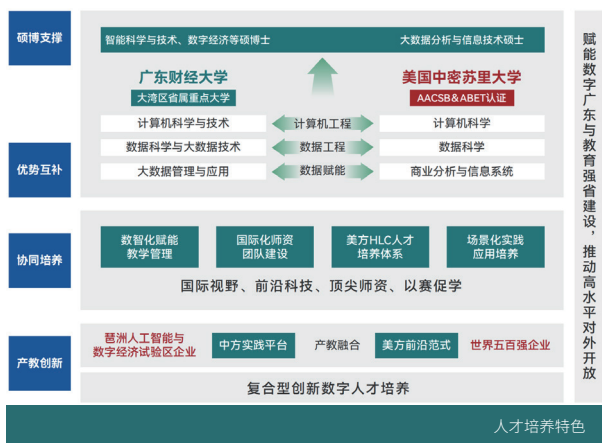 硕博支撑
智能科学与技术、数字经济等硕博士
大数据分析与信息技术硕士
广东财经大学
美国中密苏里大学
大湾区省属重点大学
AACSB&ABET认证
计算机科学与技术
计算机工程
计算机科学
数据科学与大数据技术
数据工程
数据科学
优势互补
大数据管理与应用
数据赋能
商业分析与信息系统
协同培养
数智化赋能
教学管理
国际化师资
团队建设
美方HLC人才
培养体系
场景化实践
应用培养
国际视野、前沿科技、顶尖师资、以赛促学
产教创新
琶洲人工智能与
数字经济试验区企业
中方实践平台
产教融合
美方前沿范式
世界五百强企业
复合型创新数字人才培养
赋能数字广东与教育强省建设，推动高水平对外开放
人才培养特色